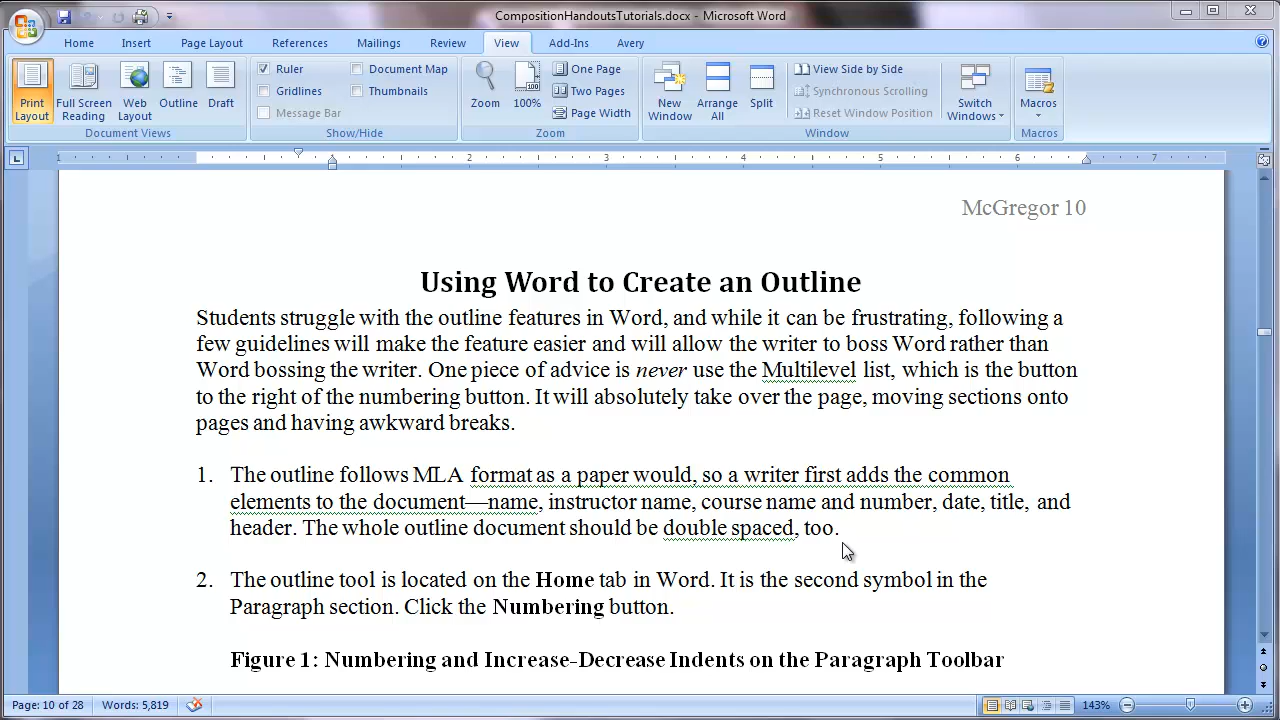 CompositionHandoutsTutorials.docx - Microsoft Word
Home Insert Page Layout References Mailings Review View Add-Ins Avery
Print Layout
Full Screen Reading
Web Layout
Outline
Draft
Document Views
Ruler
Gridlines
Message Bar
Document Map
Thumbnails
Show/Hide
Zoom
100%
One Page
Two Pages
Page Width
Zoom
New Window
Arrange All
Split
View Side by Side
Synchronous Scrolling
Reset Window Position
Window
Switch Windows
Macros
Macros
1 1 2 3 4 5 6 7
McGregor 10
Using Word to Create an Outline
Students struggle with the outline features in Word, and while it can be frustrating, following a
few guidelines will make the feature easier and will allow the writer to boss Word rather than
Word bossing the writer. One piece of advice is never use the Multilevel list, which is the button
to the right of the numbering button. It will absolutely take over the page, moving sections onto
pages and having awkward breaks.
1. The outline follows MLA format as a paper would, so a writer first adds the common
elements to the document—name, instructor name, course name and number, date, title, and
header. The whole outline document should be double spaced, too.
2. The outline tool is located on the Home tab in Word. It is the second symbol in the
Paragraph section. Click the Numbering button.
Figure 1: Numbering and Increase-Decrease Indents on the Paragraph Toolbar
Page: 10 of 28 Words: 5,819 143%